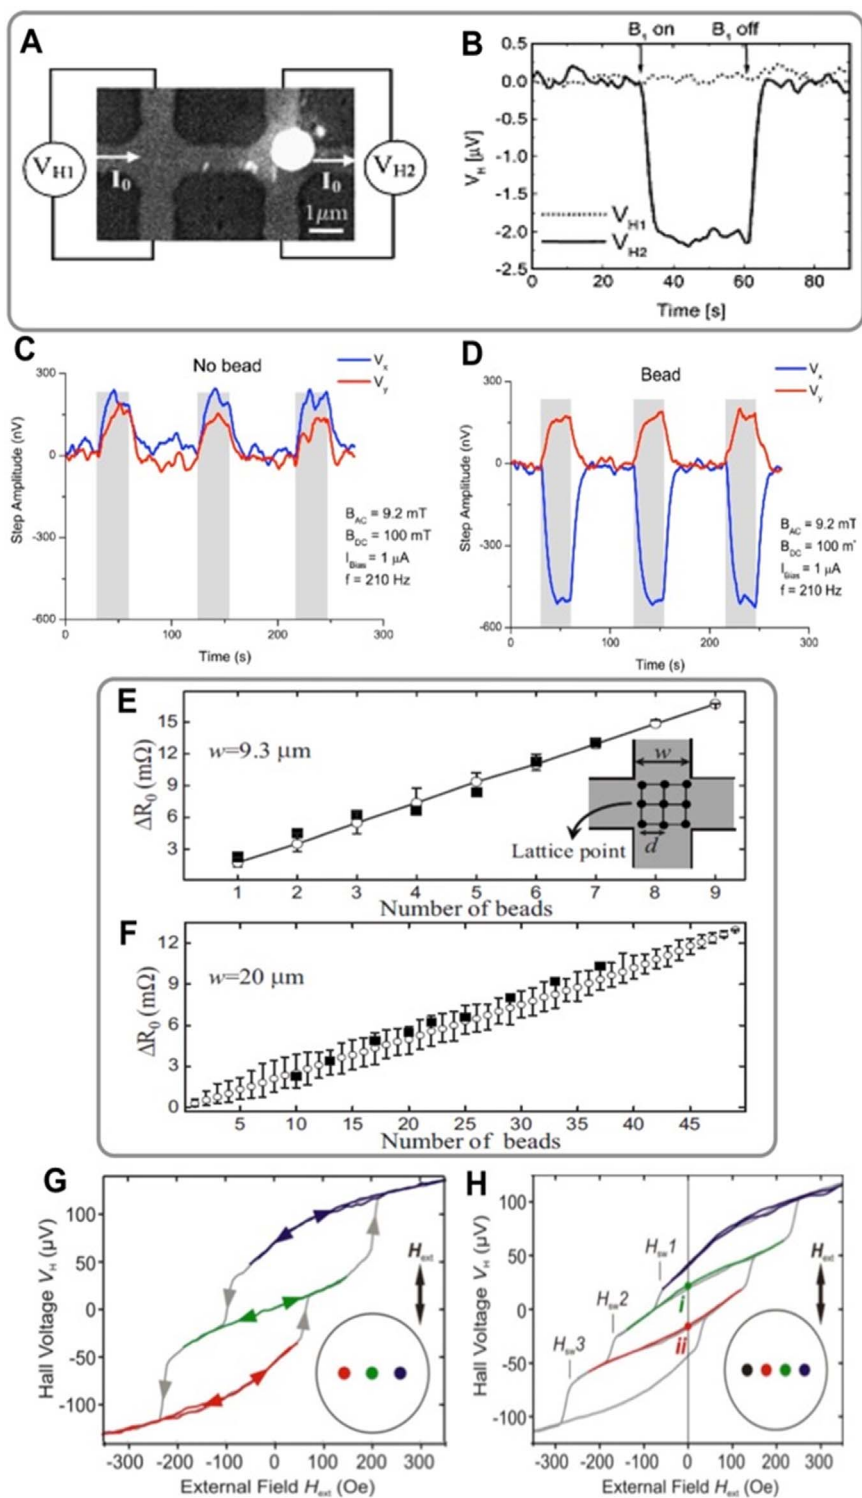 A
V_H1
I_0
I_0
V_H2
1μm
B
B_1 on B_1 off
0.5
0.0
-0.5
-1.0
-1.5
-2.0
-2.5
V_H [μV]
V_H1
V_H2
0 20 40 60 80
Time [s]
C
No bead
V_x
V_y
300
0
-300
-600
Step Amplitude (nV)
B_AC = 9.2 mT
B_DC = 100 mT
I_Bias = 1 μA
f = 210 Hz
0 100 200 300
Time (s)
D
Bead
V_x
V_y
300
0
-300
-600
Step Amplitude (nV)
B_AC = 9.2 mT
B_DC = 100 m'
I_Bias = 1 μA
f = 210 Hz
0 100 200 300
Time (s)
E
w=9.3 μm
15
12
9
6
3
ΔR_0 (mΩ)
w
Lattice point
d
1 2 3 4 5 6 7 8 9
Number of beads
F
w=20 μm
12
9
6
3
0
ΔR_0 (mΩ)
5 10 15 20 25 30 35 40 45
Number of beads
G
100
50
0
-50
-100
Hall Voltage V_H (μV)
H_ext
-300 -200 -100 0 100 200 300
External Field H_ext (Oe)
H
100
50
0
-50
-100
Hall Voltage V_H (μV)
H_sw1
H_sw2
H_sw3
i
ii
H_ext
-300 -200 -100 0 100 200 300
External Field H_ext (Oe)